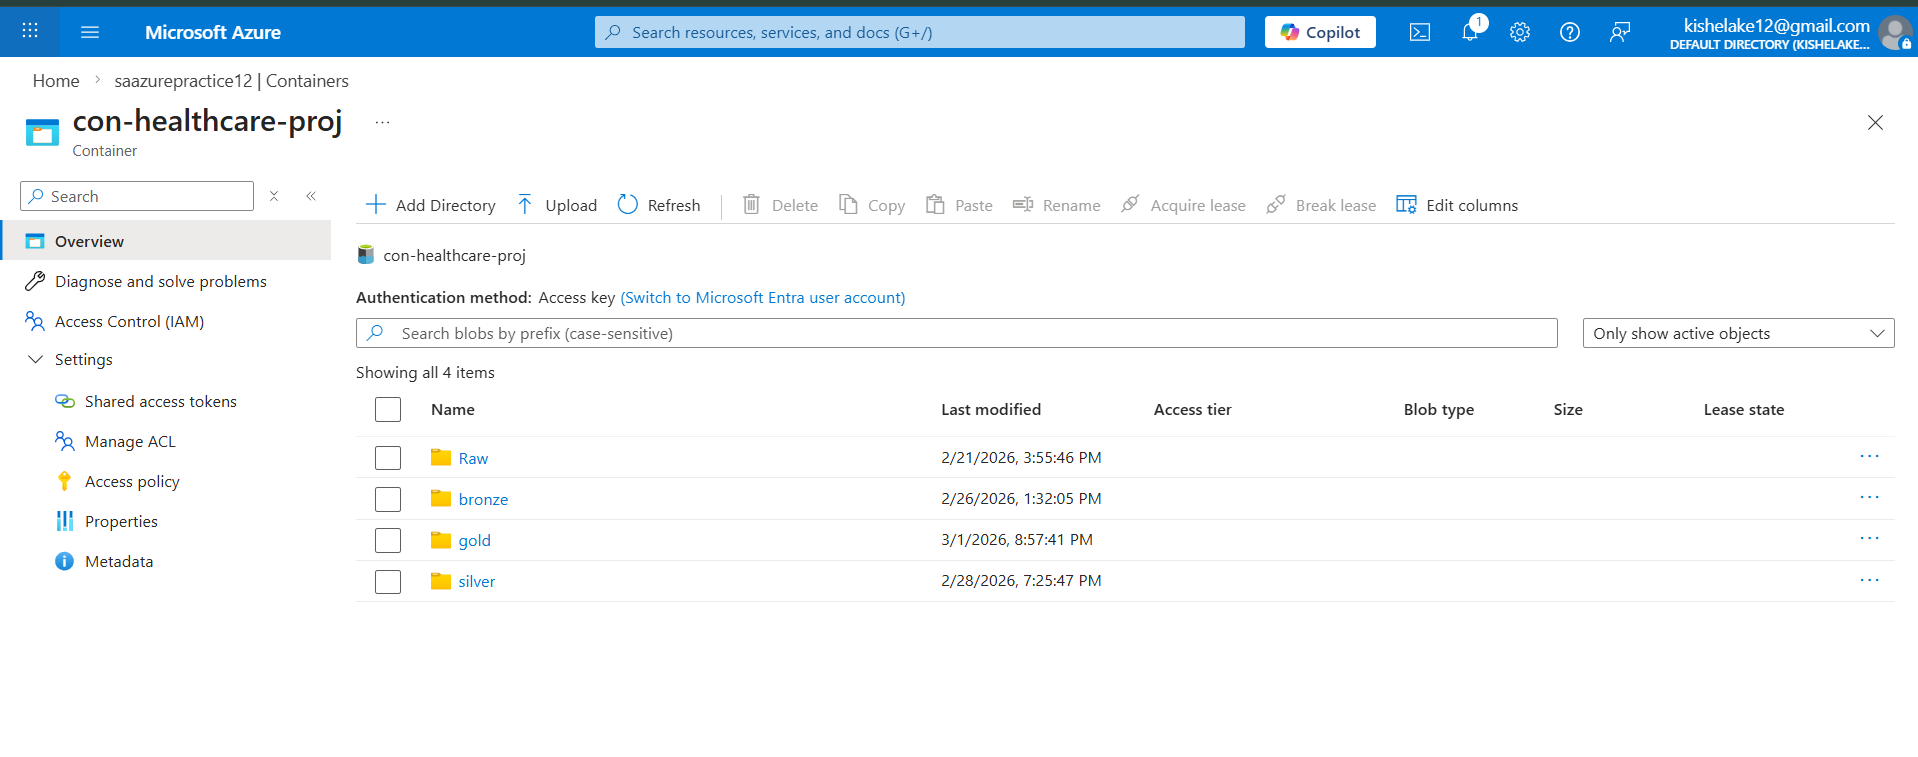 Microsoft Azure
Search resources, services, and docs (G+/)
Copilot
1
kishelake12@gmail.com
DEFAULT DIRECTORY (KISHELAKE...
Home
saazurepractice12 | Containers
con-healthcare-proj
...
Container
Search
Add Directory
Upload
Refresh
Delete
Copy
Paste
Rename
Acquire lease
Break lease
Edit columns
Overview
Diagnose and solve problems
Access Control (IAM)
Settings
Shared access tokens
Manage ACL
Access policy
Properties
Metadata
con-healthcare-proj
Authentication method: Access key (Switch to Microsoft Entra user account)
Search blobs by prefix (case-sensitive)
Only show active objects
Showing all 4 items
Name Last modified Access tier Blob type Size Lease state
Raw 2/21/2026, 3:55:46 PM ...
bronze 2/26/2026, 1:32:05 PM ...
gold 3/1/2026, 8:57:41 PM ...
silver 2/28/2026, 7:25:47 PM ...